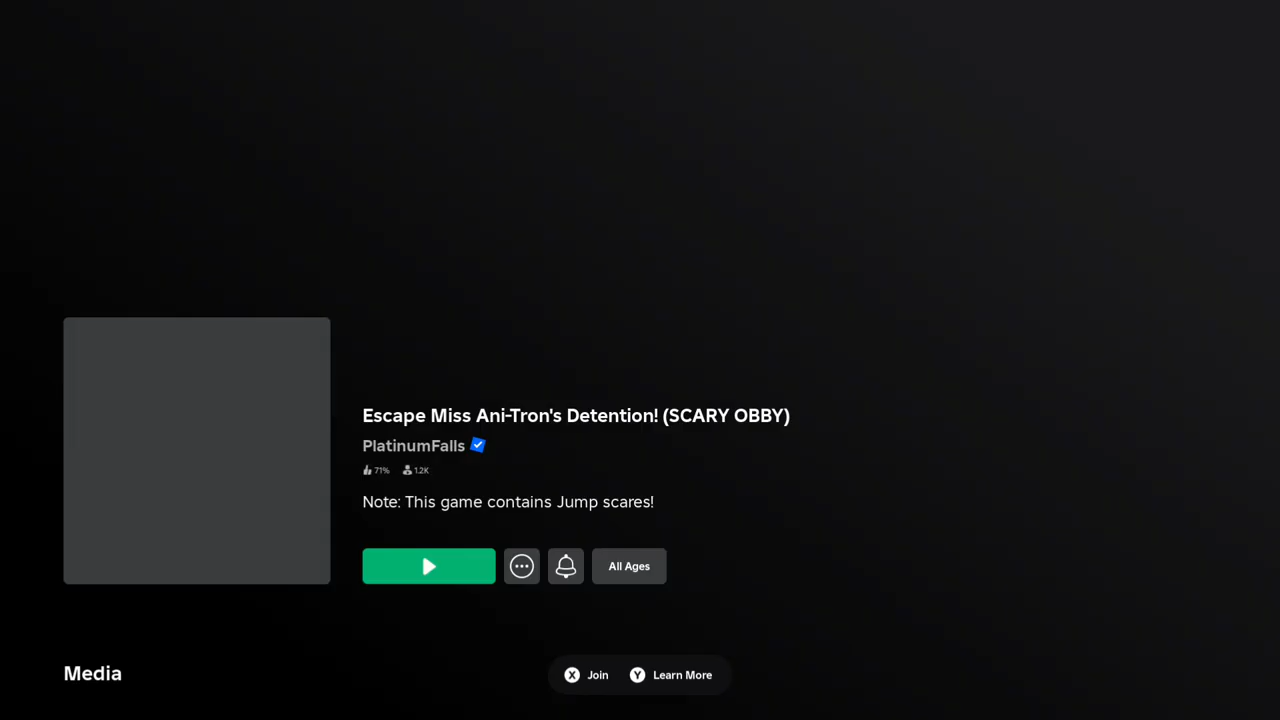 Escape Miss Ani-Tron's Detention! (SCARY OBBY)
PlatinumFalls
71% 1.2K
Note: This game contains Jump scares!
All Ages
Media
X Join Y Learn More